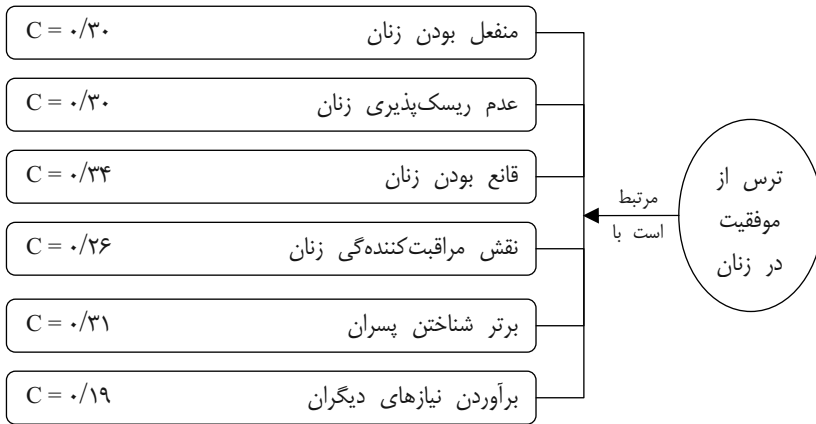 ترس از
موفقیت
در زنان
مرتبط
است با
منفعل بودن زنان C = ۰/۳۰
عدم ریسک‌پذیری زنان C = ۰/۳۰
قانع بودن زنان C = ۰/۳۴
نقش مراقبت‌کننده‌گی زنان C = ۰/۲۶
برتر شناختن پسران C = ۰/۳۱
برآوردن نیازهای دیگران C = ۰/۱۹